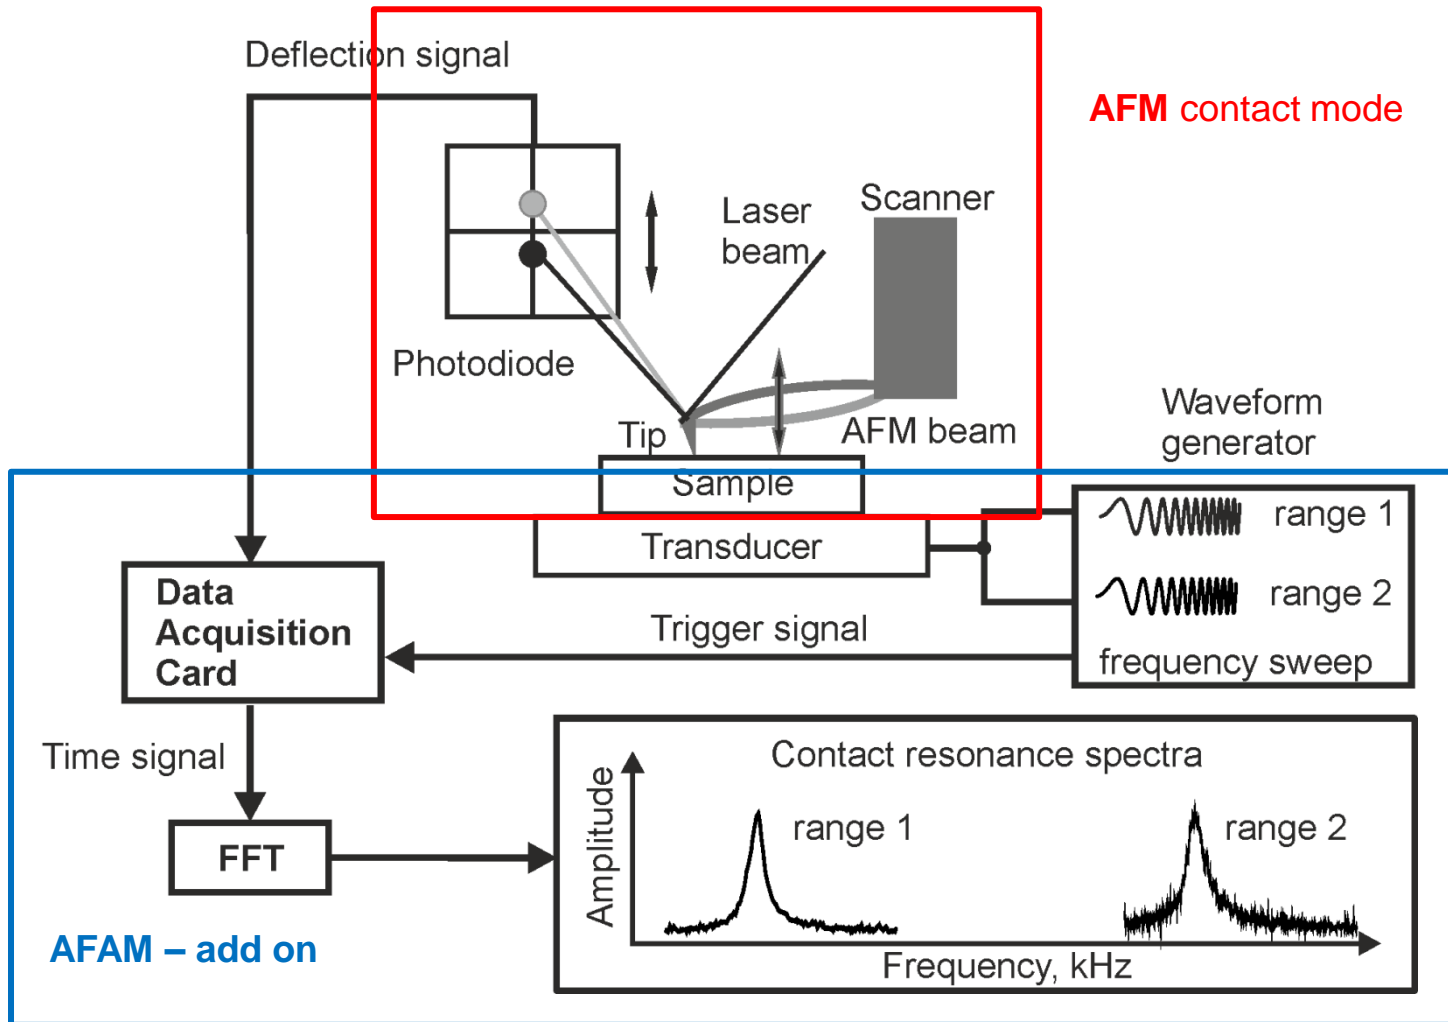 Deflection signal
AFM contact mode
Scanner
Laser
beam
Photodiode
Tip
AFM beam
Waveform
generator
Sample
range 1
Transducer
range 2
Data
Acquisition
Card
Trigger signal
frequency sweep
Time signal
Contact resonance spectra
Amplitude
range 1
range 2
FFT
AFAM – add on
Frequency, kHz